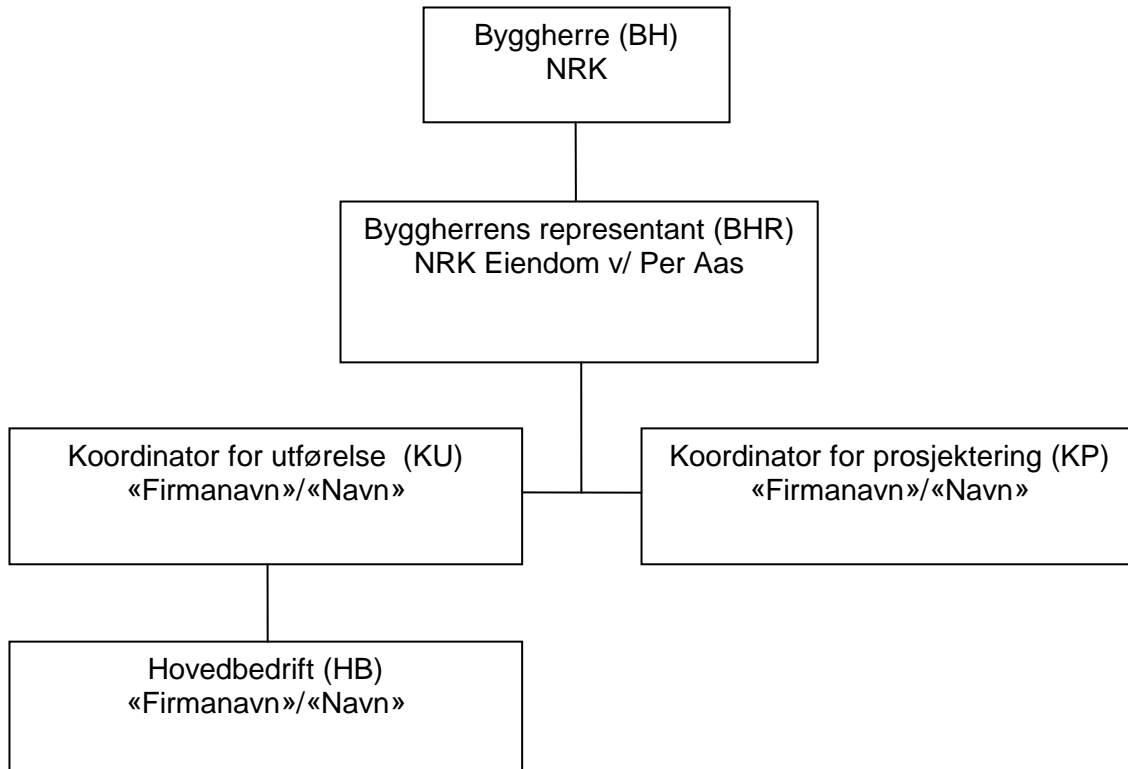 Byggherre (BH)
NRK
Byggherrens representant (BHR)
NRK Eiendom v/ Per Aas
Koordinator for utførelse  (KU)
«Firmanavn»/«Navn»
Koordinator for prosjektering (KP)
«Firmanavn»/«Navn»
Hovedbedrift (HB)
«Firmanavn»/«Navn»